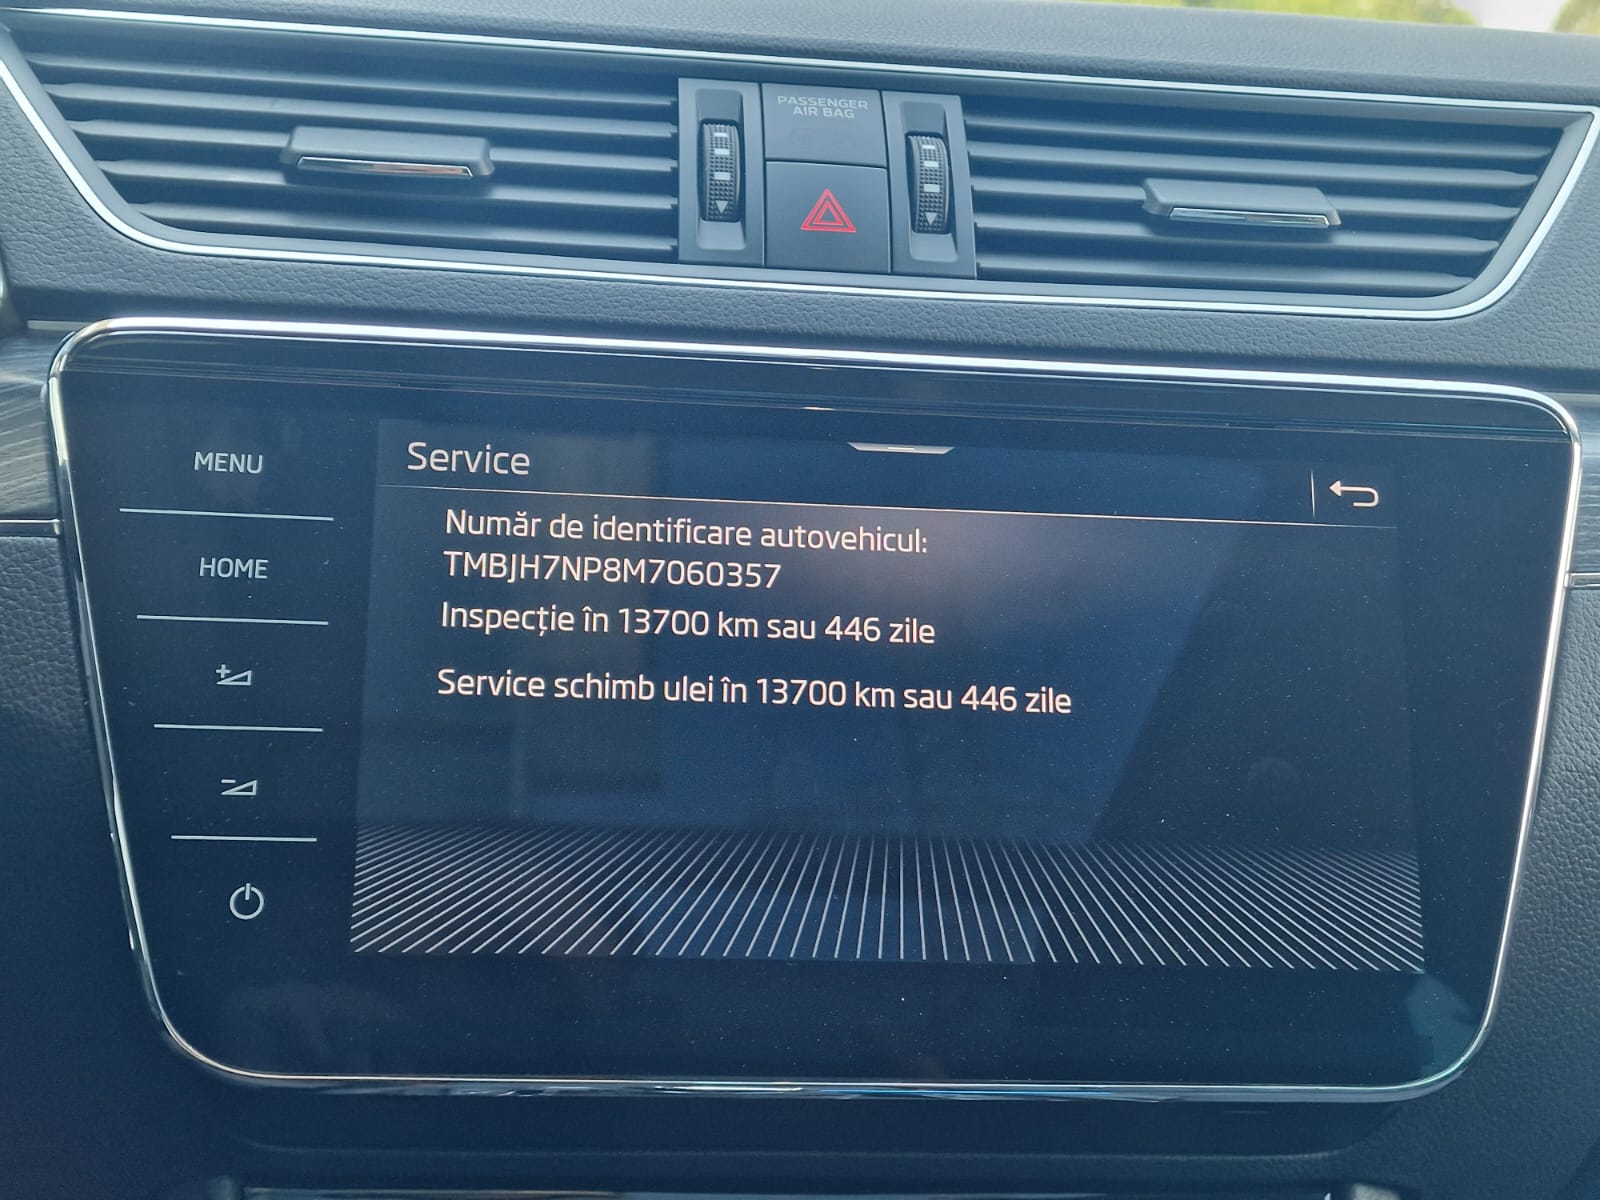 PASSENGER
AIR BAG
MENU
HOME
Service
Număr de identificare autovehicul:
TMBJH7NP8M7060357
Inspecție în 13700 km sau 446 zile
Service schimb ulei în 13700 km sau 446 zile